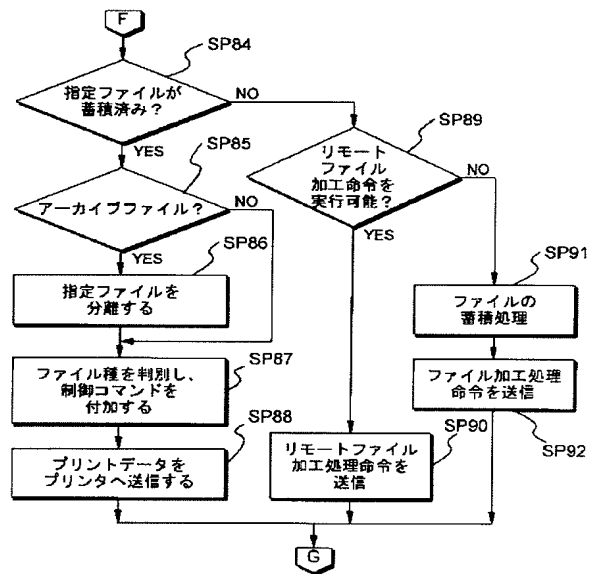 F
SP84
指定ファイルが
蓄積済み？
NO
YES
SP85
アーカイブファイル？
NO
YES
SP86
指定ファイルを
分離する
SP87
ファイル種を判別し、
制御コマンドを
付加する
SP88
プリントデータを
プリンタへ送信する
SP89
リモート
ファイル
加工命令を
実行可能？
NO
YES
SP90
リモートファイル
加工処理命令を
送信
SP91
ファイルの
蓄積処理
ファイル加工処理
命令を送信
SP92
G